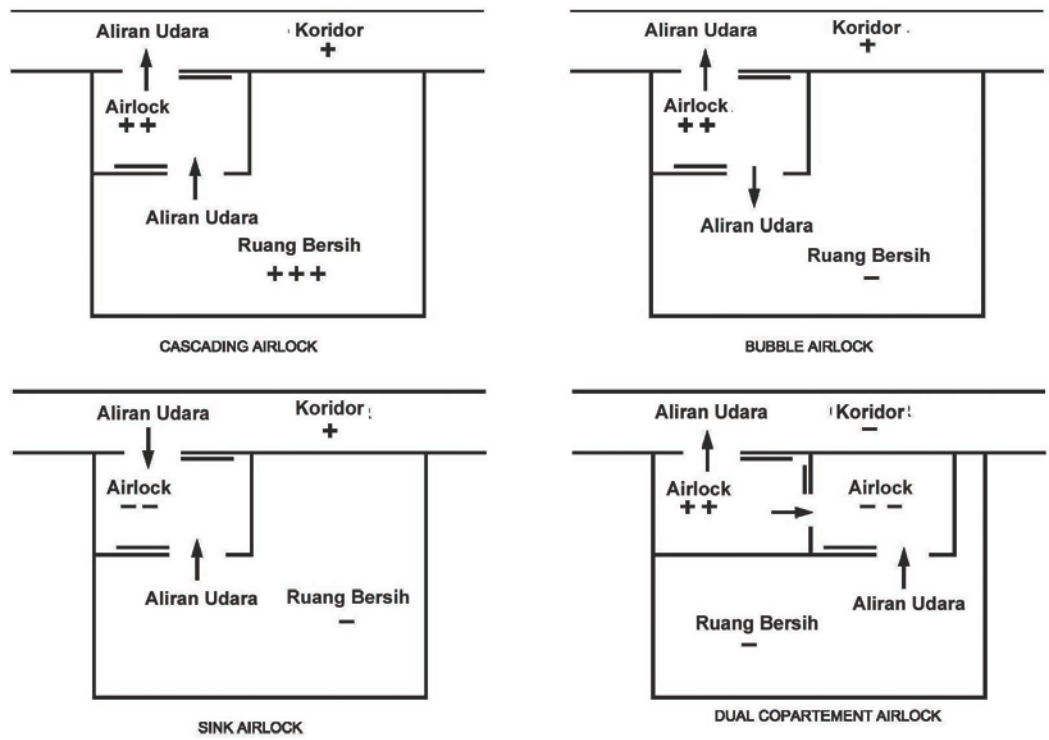 Aliran Udara
Koridor
+
Airlock
++
Aliran Udara
Ruang Bersih
+++
CASCADING AIRLOCK
Aliran Udara
Koridor
+
Airlock
++
Aliran Udara
Ruang Bersih
−
BUBBLE AIRLOCK
Aliran Udara
Koridor
+
Airlock
−−
Aliran Udara
Ruang Bersih
−
SINK AIRLOCK
Aliran Udara
Koridor
−
Airlock
++
Airlock
−−
Aliran Udara
Ruang Bersih
−
DUAL COPARTEMENT AIRLOCK